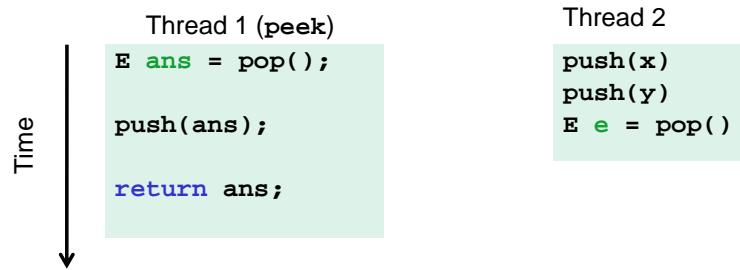 Thread 1 (peek)
E ans = pop();
push(ans);
return ans;
Time
Thread 2
push(x)
push(y)
E e = pop()